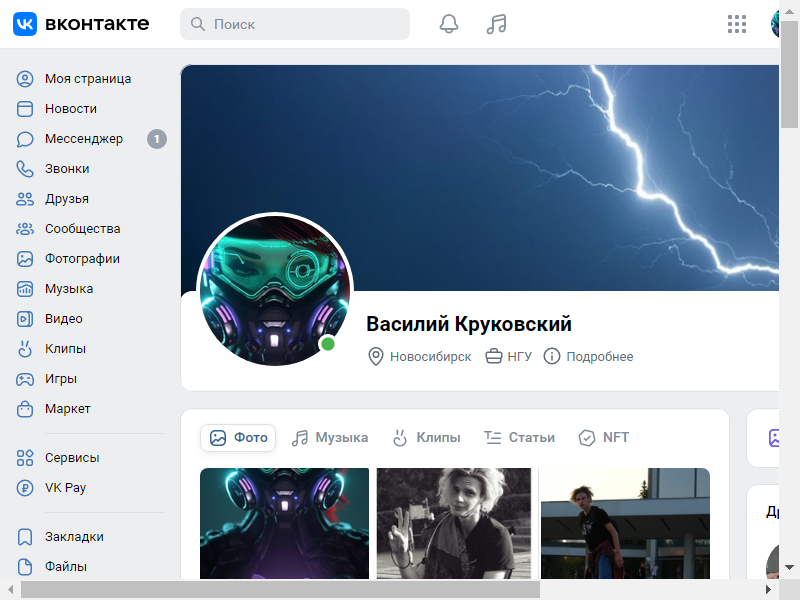 вконтакте
Поиск
Моя страница
Новости
Мессенджер 1
Звонки
Друзья
Сообщества
Фотографии
Музыка
Видео
Клипы
Игры
Маркет
Сервисы
VK Pay
Закладки
Файлы
Василий Круковский
Новосибирск НГУ Подробнее
Фото Музыка Клипы Статьи NFT